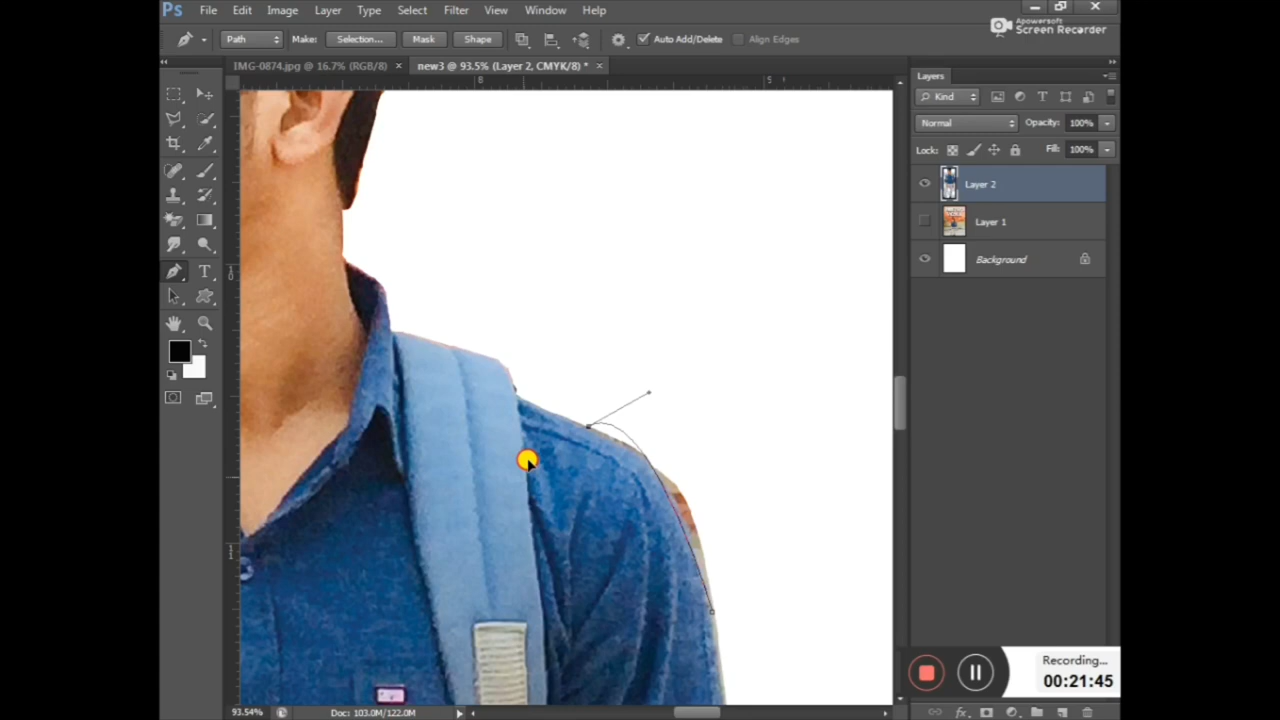 Ps File Edit Image Layer Type Select Filter View Window Help
Apowersoft
Screen Recorder
Path Make: Selection... Mask Shape Auto Add/Delete Align Edges
IMG-0874.jpg @ 16.7% (RGB/8) × new3 @ 93.5% (Layer 2, CMYK/8) * ×
Layers
Kind
Normal Opacity: 100%
Lock: Fill: 100%
Layer 2
Layer 1
Background
Recording...
00:21:45
93.54% Doc: 103.0M/122.0M